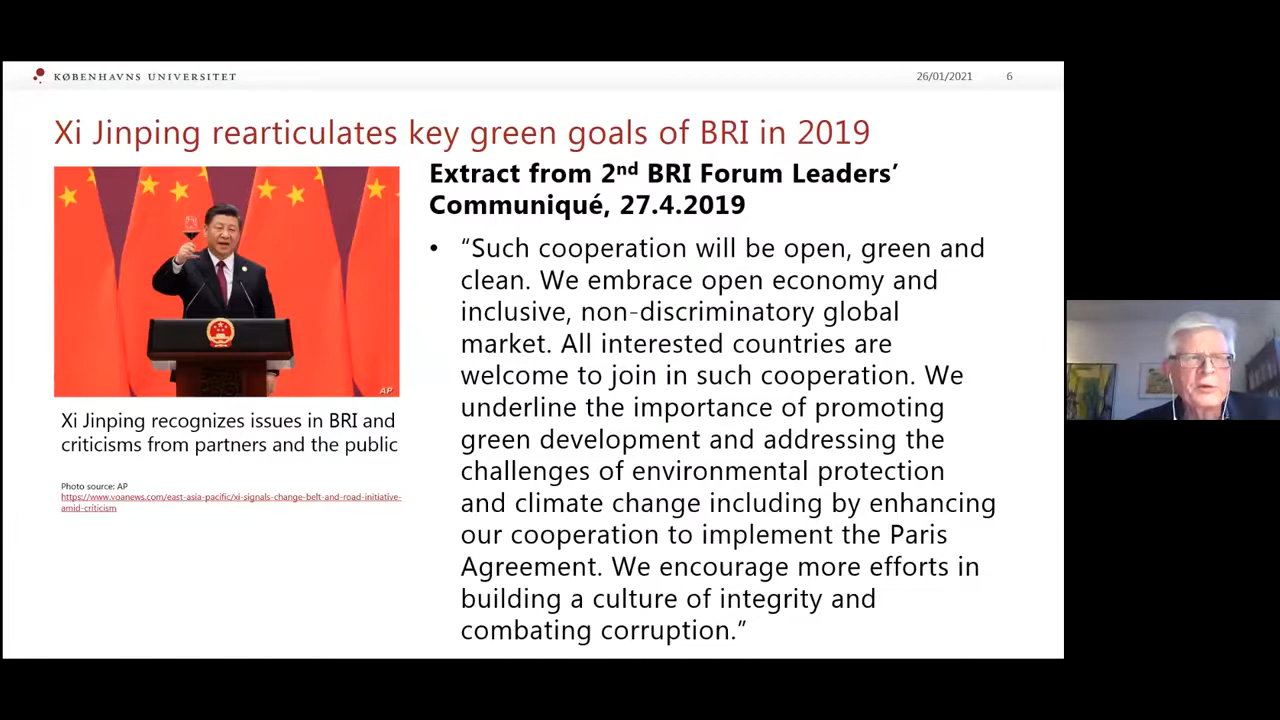 KØBENHAVNS UNIVERSITET
26/01/2021
6
Xi Jinping rearticulates key green goals of BRI in 2019
AP
Xi Jinping recognizes issues in BRI and
criticisms from partners and the public
Photo source: AP
https://www.voanews.com/east-asia-pacific/xi-signals-change-belt-and-road-initiative-
amid-criticism
Extract from 2nd BRI Forum Leaders’
Communiqué, 27.4.2019
• “Such cooperation will be open, green and
clean. We embrace open economy and
inclusive, non-discriminatory global
market. All interested countries are
welcome to join in such cooperation. We
underline the importance of promoting
green development and addressing the
challenges of environmental protection
and climate change including by enhancing
our cooperation to implement the Paris
Agreement. We encourage more efforts in
building a culture of integrity and
combating corruption.”